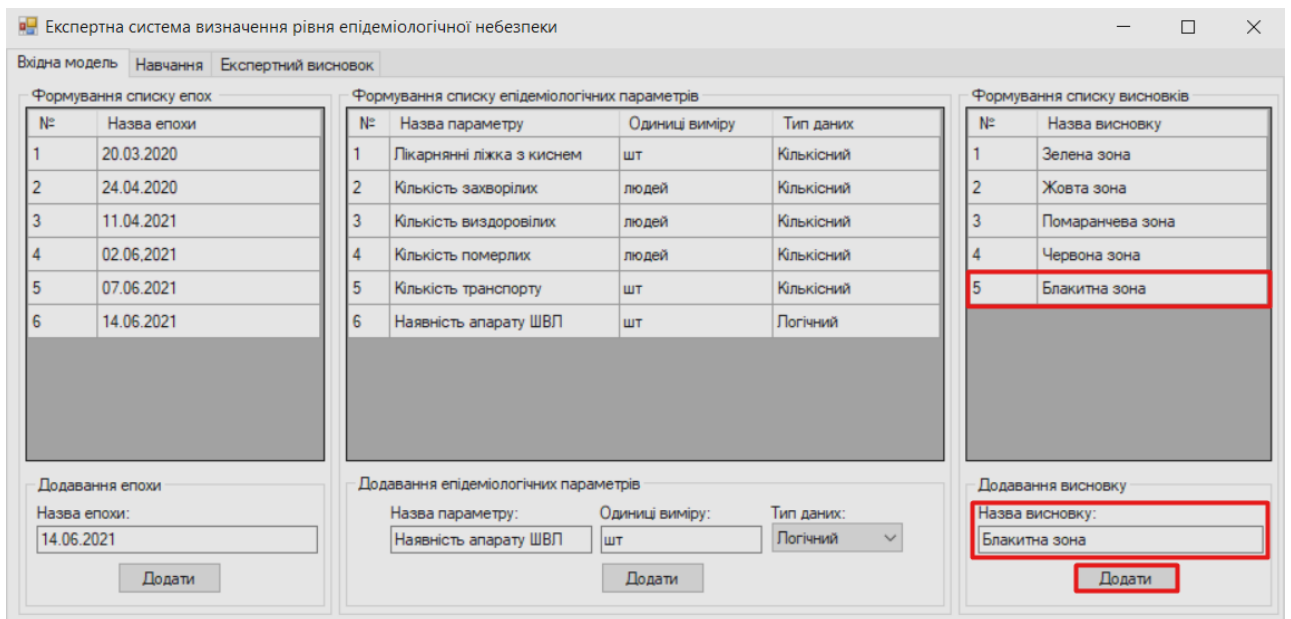 Експертна система визначення рівня епідеміологічної небезпеки
Вхідна модель Навчання Експертний висновок
Формування списку епох
№ Назва епохи
1 20.03.2020
2 24.04.2020
3 11.04.2021
4 02.06,2021
5 07.06.2021
6 14.06.2021
Додавання епохи
Назва епохи:
14.06.2021
Додати
Формування списку епідеміологічних параметрів
№ Назва параметру Одиниці виміру Тип даних
1 Лікарнянні ліжка з киснем шт Кількісний
2 Кількість захворілих людей Кількісний
3 Кількість виздоровілих людей Кількісний
4 Кількість померлих людей Кількісний
5 Кількість транспорту шт Кількісний
6 Наявність апарату ШВЛ шт Логічний
Додавання епідеміологічних параметрів
Назва параметру: Одиниці виміру: Тип даних:
Наявність апарату ШВЛ шт Логічний
Додати
Формування списку висновків
№ Назва висновку
1 Зелена зона
2 Жовта зона
3 Помаранчева зона
4 Червона зона
5 Блакитна зона
Додавання висновку
Назва висновку:
Блакитна зона
Додати